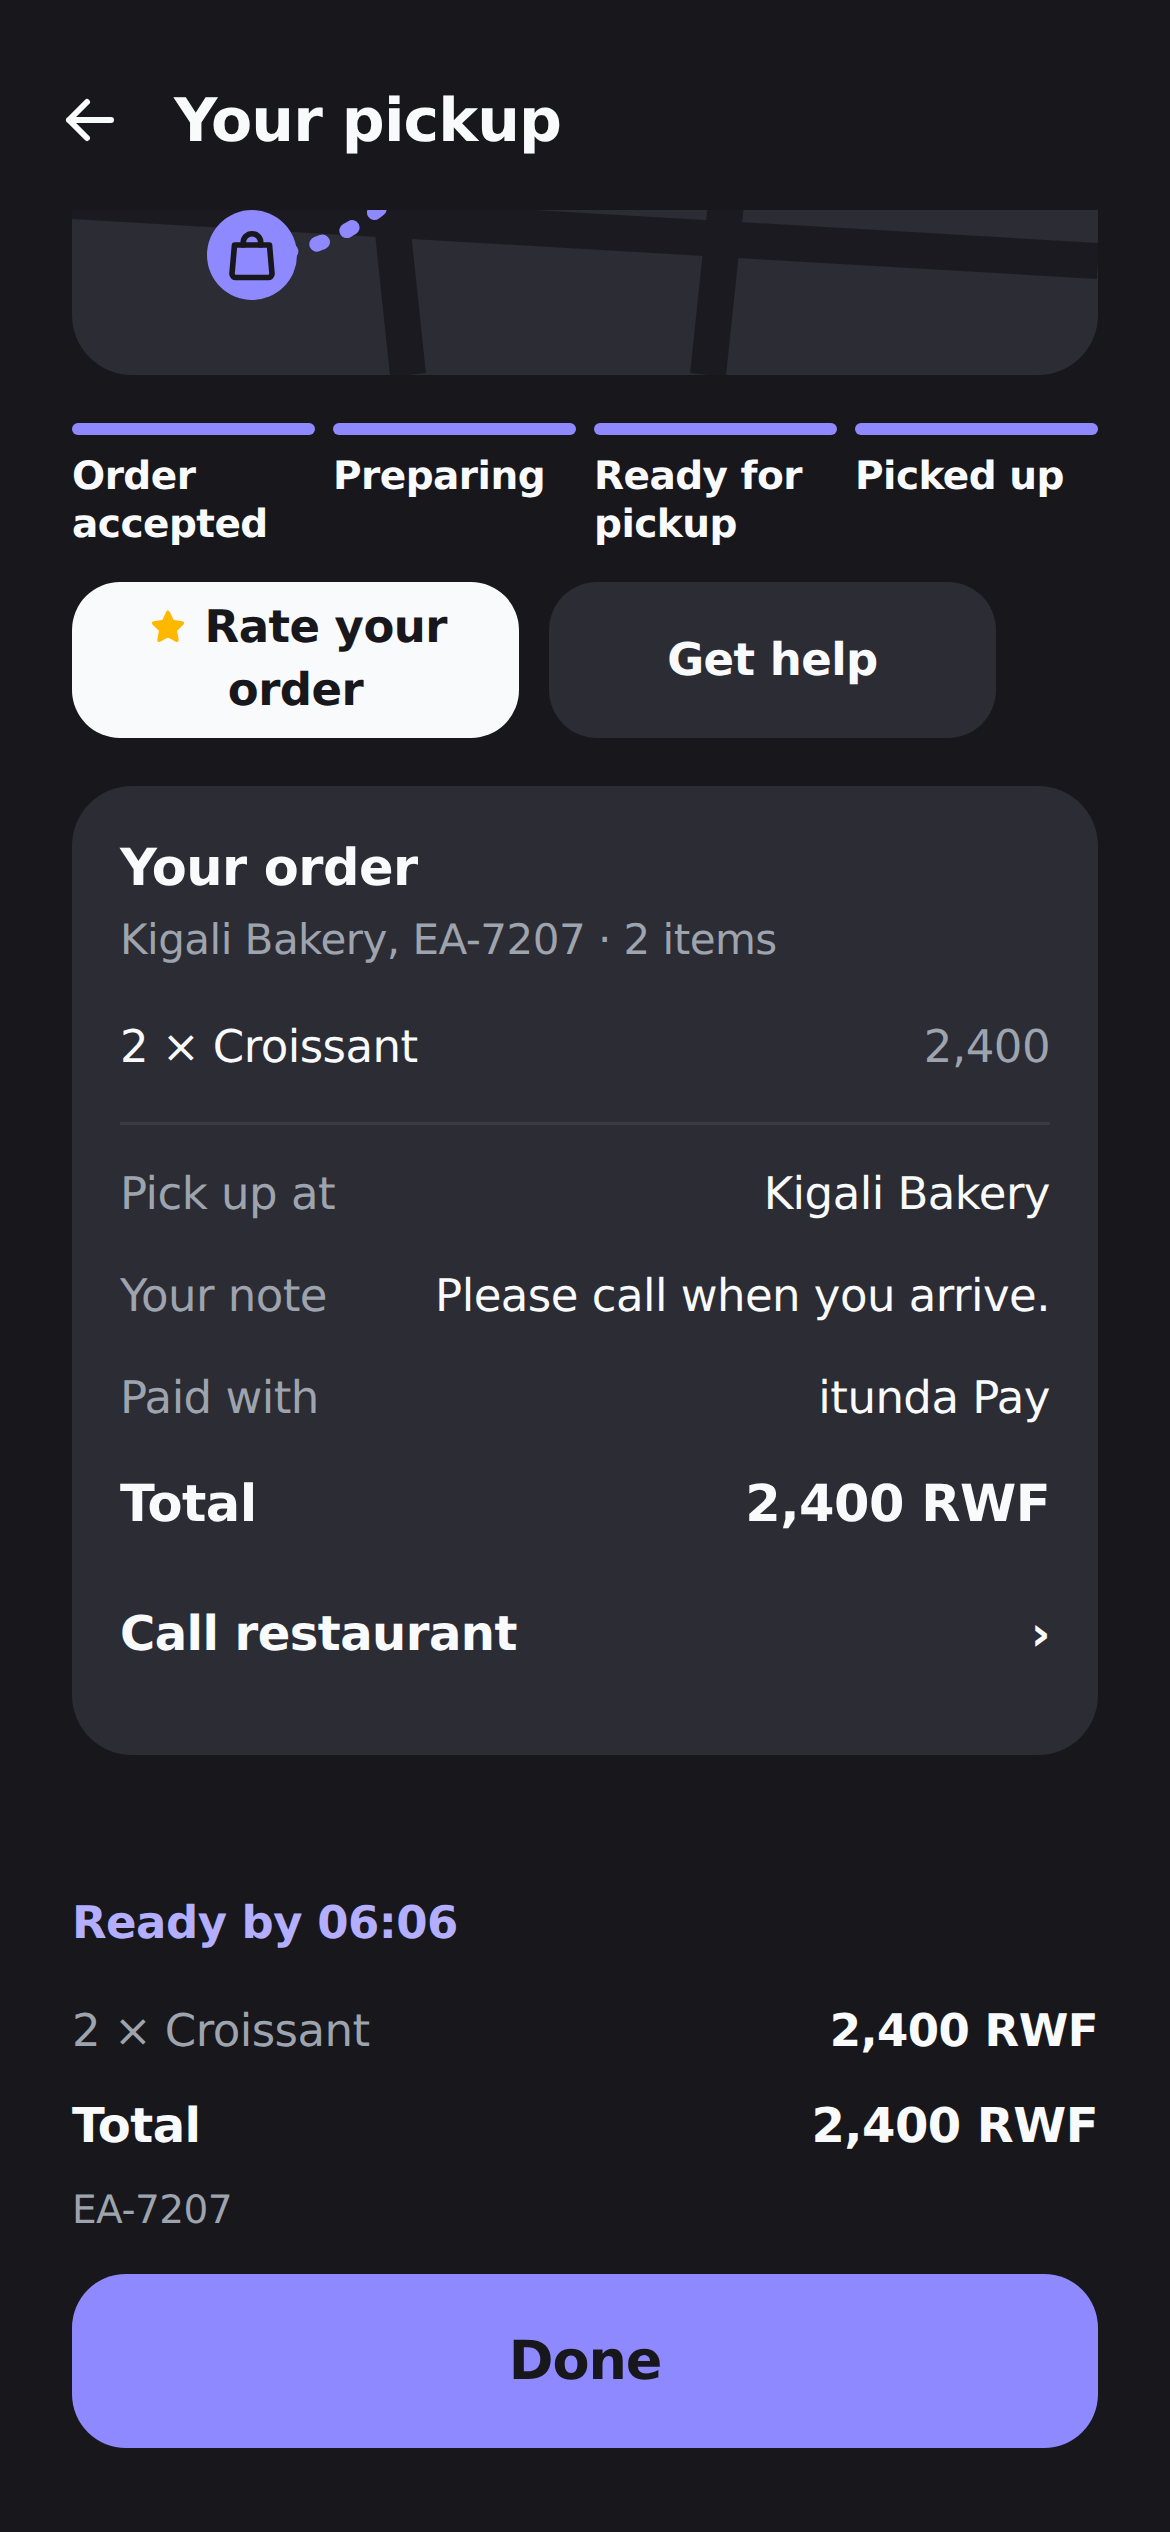 Your pickup
Order accepted
Preparing
Ready for pickup
Picked up
Rate your order
Get help
Your order
Kigali Bakery, EA-7207 · 2 items
2 × Croissant 2,400
Pick up at Kigali Bakery
Your note Please call when you arrive.
Paid with itunda Pay
Total 2,400 RWF
Call restaurant ›
Ready by 06:06
2 × Croissant 2,400 RWF
Total 2,400 RWF
EA-7207
Done